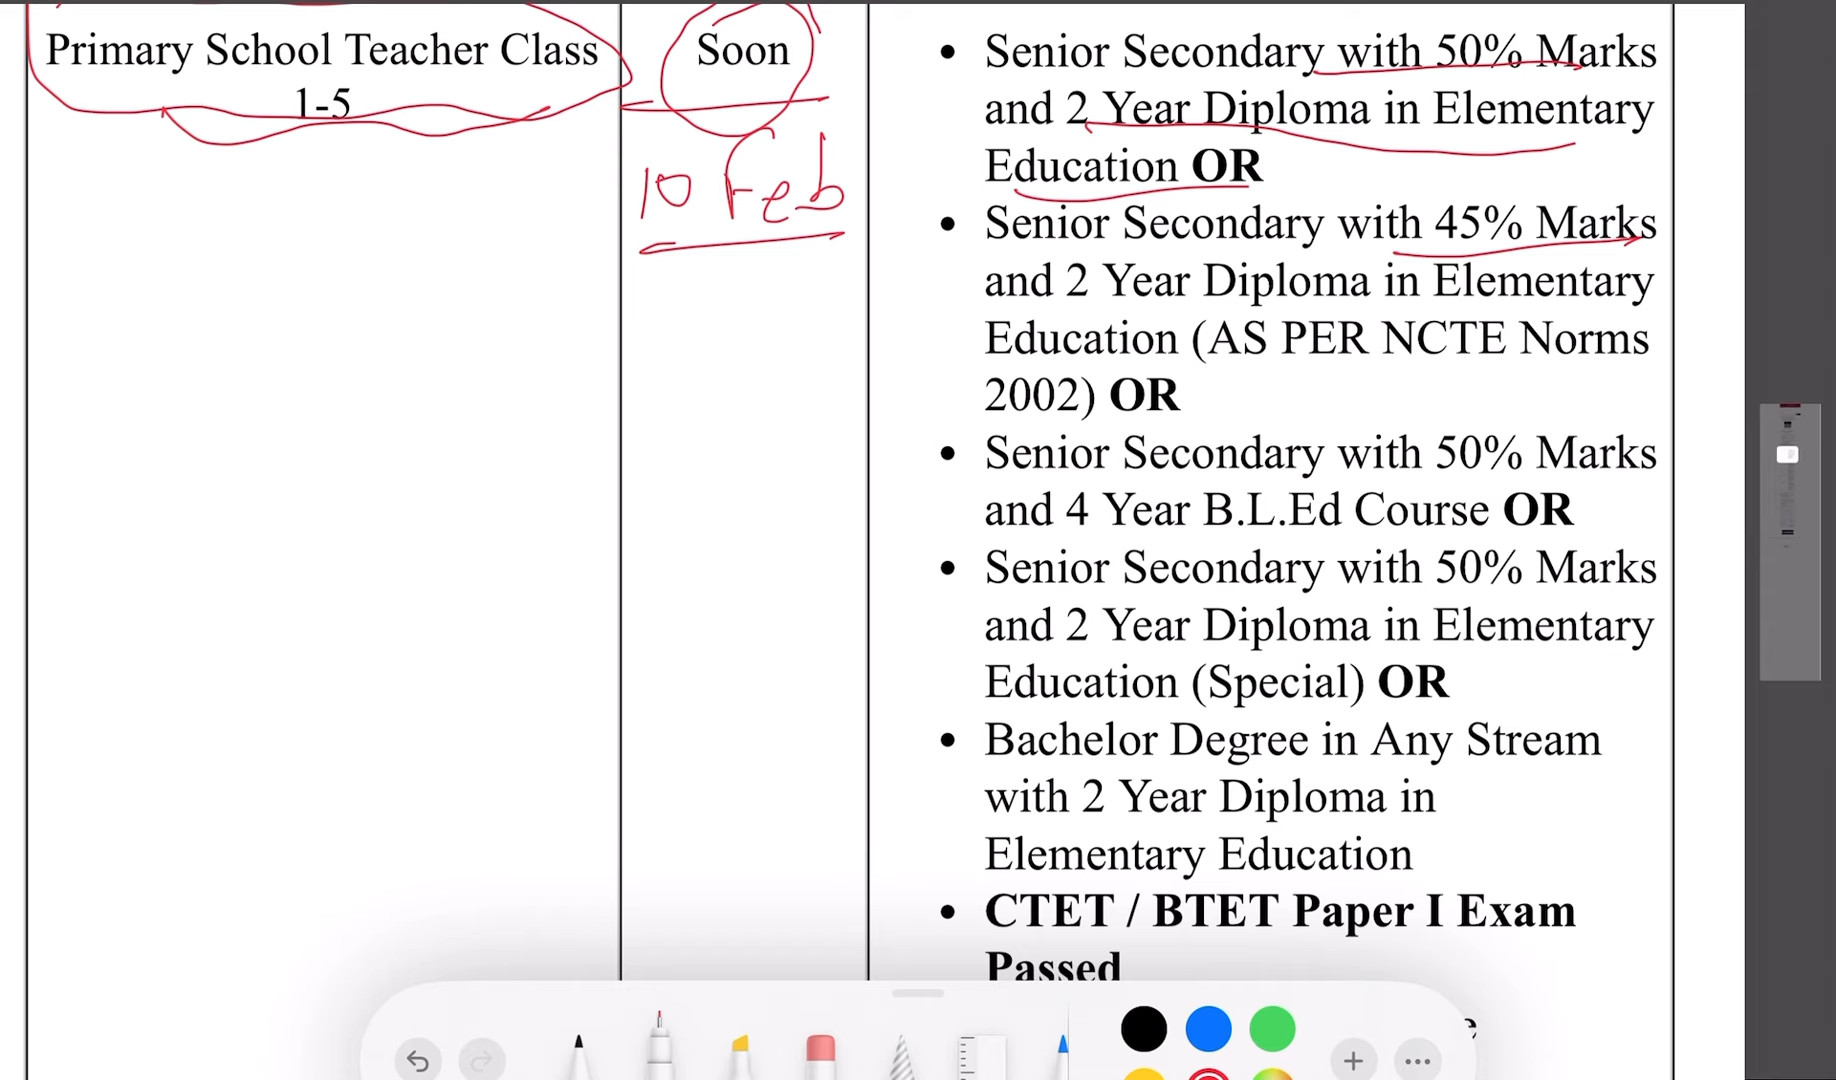 Primary School Teacher Class
1-5
Soon
10 Feb
• Senior Secondary with 50% Marks
and 2 Year Diploma in Elementary
Education OR
• Senior Secondary with 45% Marks
and 2 Year Diploma in Elementary
Education (AS PER NCTE Norms
2002) OR
• Senior Secondary with 50% Marks
and 4 Year B.L.Ed Course OR
• Senior Secondary with 50% Marks
and 2 Year Diploma in Elementary
Education (Special) OR
• Bachelor Degree in Any Stream
with 2 Year Diploma in
Elementary Education
• CTET / BTET Paper I Exam
Passed